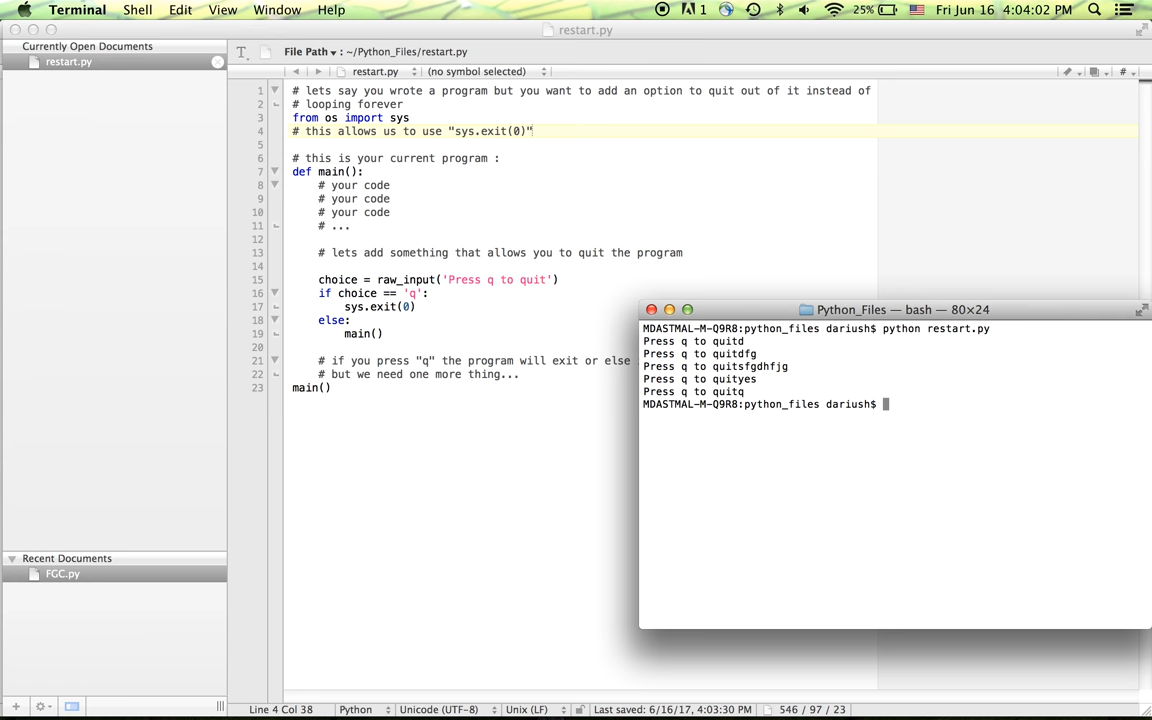 Terminal Shell Edit View Window Help 1 25% Fri Jun 16 4:04:02 PM
restart.py
Currently Open Documents
restart.py
File Path : ~/Python_Files/restart.py
restart.py (no symbol selected) #
1 # lets say you wrote a program but you want to add an option to quit out of it instead of
2 # looping forever
3 from os import sys
4 # this allows us to use "sys.exit(0)"
5
6 # this is your current program :
7 def main():
8 # your code
9 # your code
10 # your code
11 # ...
12
13 # lets add something that allows you to quit the program
14
15 choice = raw_input('Press q to quit')
16 if choice == 'q':
17 sys.exit(0)
18 else:
19 main()
20
21 # if you press "q" the program will exit or else
22 # but we need one more thing...
23 main()
Python_Files — bash — 80×24
MDASTMAL-M-Q9R8:python_files dariush$ python restart.py
Press q to quitd
Press q to quitdfg
Press q to quitsfgdhfjg
Press q to quityes
Press q to quitq
MDASTMAL-M-Q9R8:python_files dariush$
Recent Documents
FGC.py
Line 4 Col 38 Python Unicode (UTF-8) Unix (LF) Last saved: 6/16/17, 4:03:30 PM 546 / 97 / 23